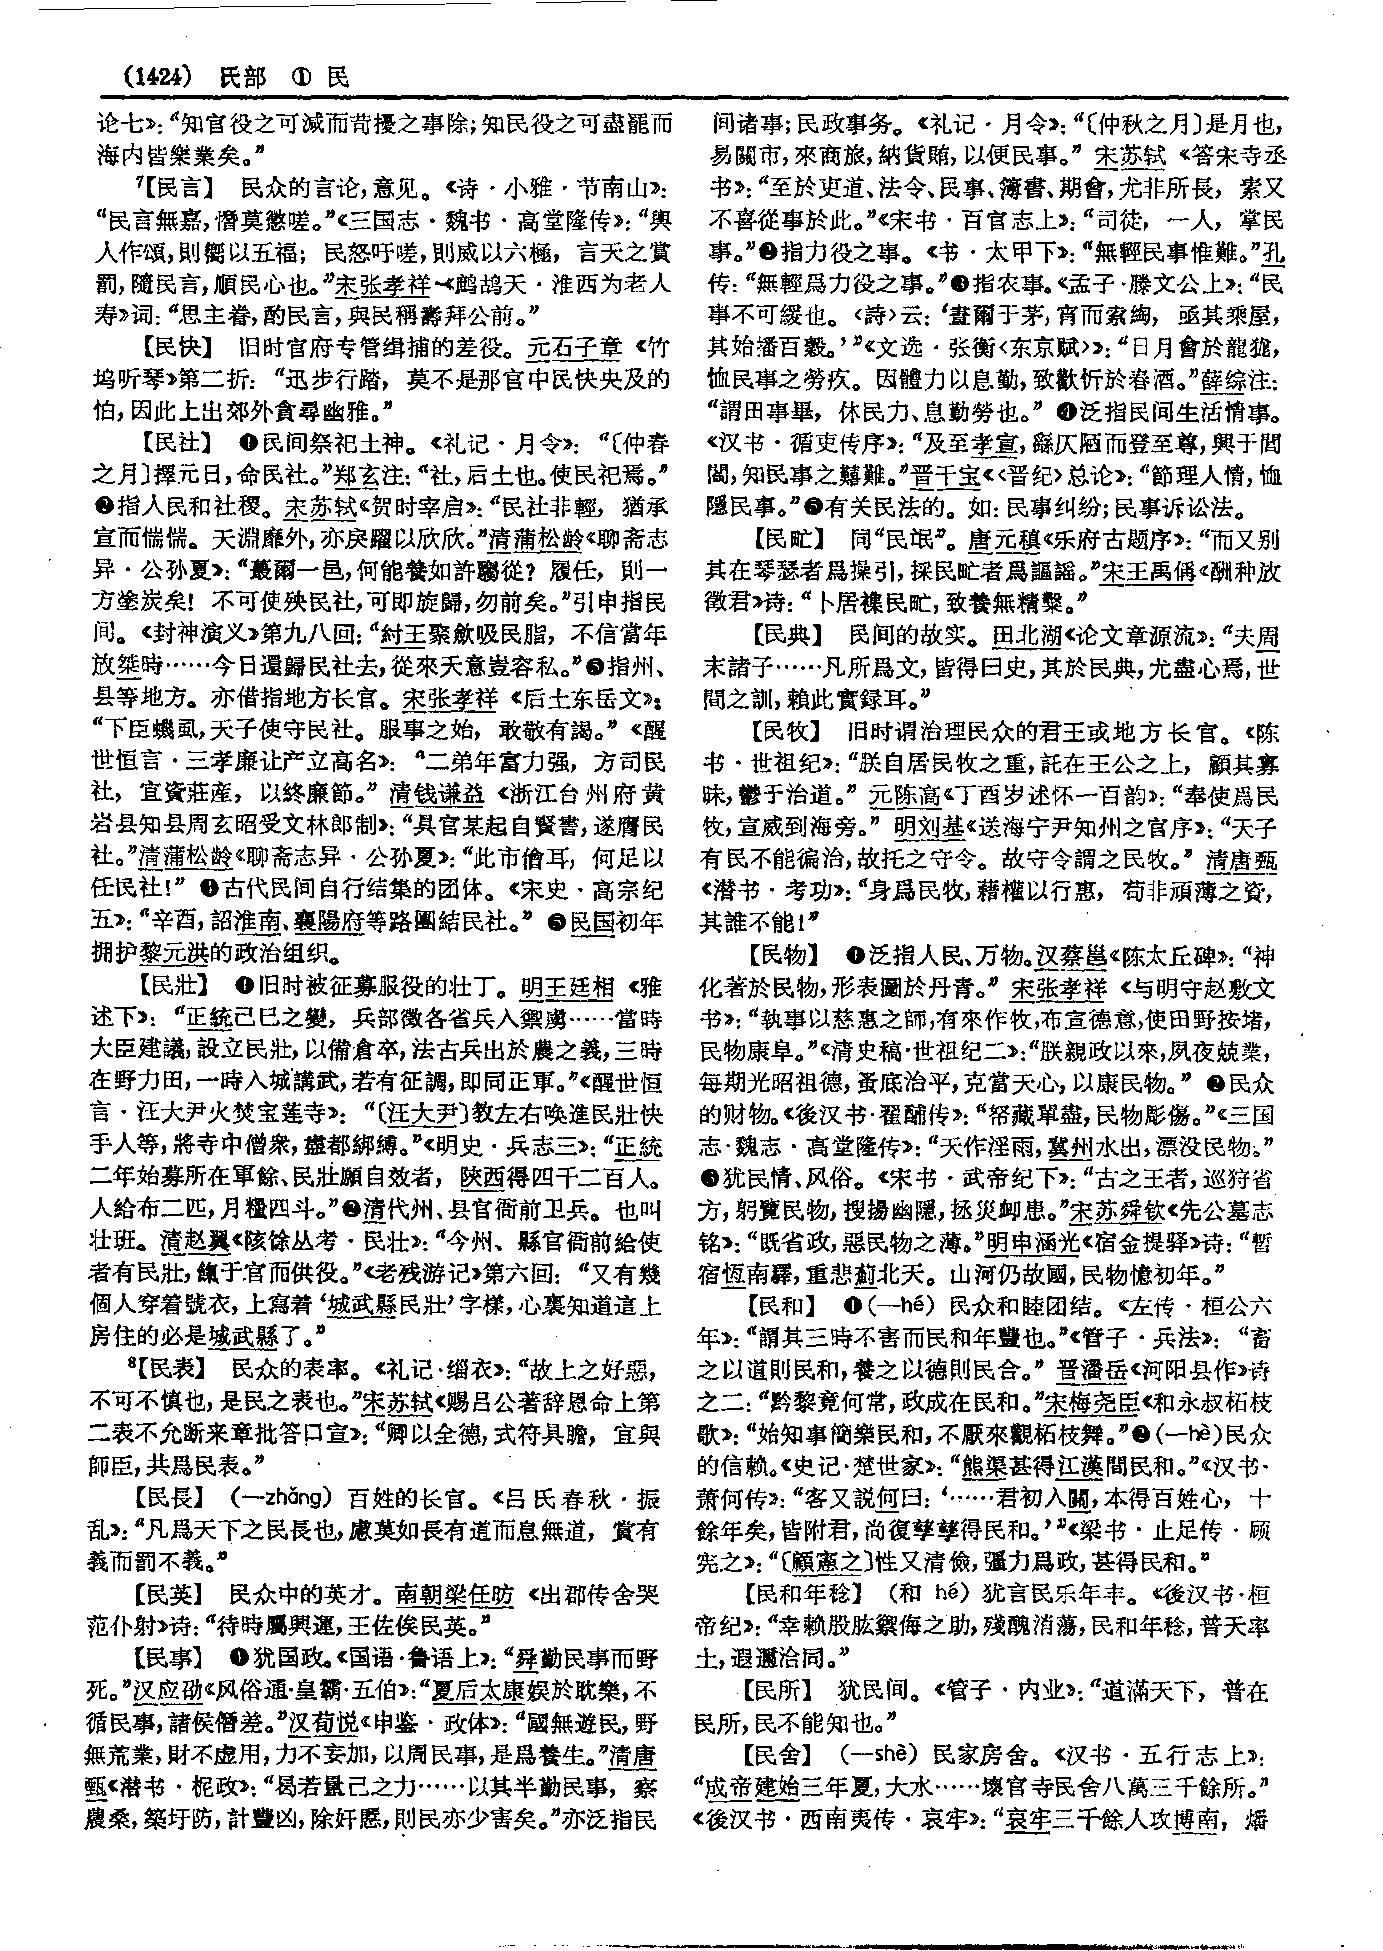 (1424) 氏部 ① 民
论七》：“知官役之可減而苛擾之事除；知民役之可盡罷而
海内皆樂業矣。”
⁷【民言】 民众的言论，意见。《诗·小雅·节南山》：
“民言無嘉，憯莫懲嗟。”《三国志·魏书·高堂隆传》：“輿
人作頌，則嚮以五福； 民怒吁嗟，則威以六極， 言天之賞
罰，隨民言，順民心也。”宋张孝祥《鹧鸪天·淮西为老人
寿》词：“思主眷，酌民言，與民稱壽拜公前。”
【民快】 旧时官府专管缉捕的差役。元石子章《竹
坞听琴》第二折： “迅步行踏， 莫不是那官中民快央及的
怕，因此上出郊外貪尋幽雅。”
【民社】 ❶民间祭祀土神。《礼记·月令》： “〔仲春
之月〕擇元日，命民社。”郑玄注：“社，后土也。使民祀焉。”
❷指人民和社稷。宋苏轼《贺时宰启》：“民社非輕， 猶承
宣而惴惴。天淵靡外，亦戾躍以欣欣。”清蒲松龄《聊斋志
异·公孙夏》：“蕞爾一邑，何能養如許騶從？履任， 則一
方塗炭矣！ 不可使殃民社，可即旋歸，勿前矣。”引申指民
间。《封神演义》第九八回：“紂王聚斂吸民脂， 不信當年
放桀時……今日還歸民社去，從來天意豈容私。”❸指州、
县等地方。亦借指地方长官。宋张孝祥《后土东岳文》：
“下臣蟣虱，天子使守民社。服事之始， 敢敬有謁。”《醒
世恒言·三孝廉让产立高名》： “二弟年富力强， 方司民
社， 宜資莊產， 以終廉節。” 清钱谦益《浙江台州府黄
岩县知县周玄昭受文林郎制》：“具官某起自賢書，遂膺民
社。”清蒲松龄《聊斋志异·公孙夏》：“此市儈耳， 何足以
任民社！” ❹古代民间自行结集的团体。《宋史·高宗纪
五》：“辛酉，詔淮南、襄陽府等路團結民社。” ❺民国初年
拥护黎元洪的政治组织。
【民壯】 ❶旧时被征募服役的壮丁。明王廷相《雅
述下》： “正統己巳之變， 兵部徵各省兵入禦虜……當時
大臣建議，設立民壯，以備倉卒，法古兵出於農之義，三時
在野力田，一時入城講武，若有征調，即同正軍。”《醒世恒
言·汪大尹火焚宝莲寺》： “〔汪大尹〕教左右喚進民壯快
手人等，將寺中僧衆，盡都綁縛。”《明史·兵志三》：“正統
二年始募所在軍餘、民壯願自效者， 陝西得四千二百人。
人給布二匹，月糧四斗。”❷清代州、县官衙前卫兵。也叫
壮班。清赵翼《陔馀丛考·民壮》：“今州、縣官衙前給使
者有民壯，隸于官而供役。”《老残游记》第六回： “又有幾
個人穿着號衣，上寫着‘城武縣民壯’字樣，心裏知道這上
房住的必是城武縣了。”
⁸【民表】 民众的表率。《礼记·缁衣》：“故上之好惡，
不可不慎也，是民之表也。”宋苏轼《赐吕公著辞恩命上第
二表不允断来章批答口宣》：“卿以全德，式符具瞻， 宜與
師臣，共爲民表。”
【民長】（—zhǎng）百姓的长官。《吕氏春秋·振
乱》：“凡爲天下之民長也，慮莫如長有道而息無道， 賞有
義而罰不義。”
【民英】 民众中的英才。南朝梁任昉《出郡传舍哭
范仆射》诗：“待時屬興運，王佐俟民英。”
【民事】 ❶犹国政。《国语·鲁语上》：“舜勤民事而野
死。”汉应劭《风俗通·皇霸·五伯》：“夏后太康娱於耽樂，不
循民事，諸侯僭差。”汉荀悦《申鉴·政体》：“國無遊民，野
無荒業，財不虚用，力不妄加，以周民事，是爲養生。”清唐
甄《潜书·柅政》：“曷若量己之力……以其半勤民事， 察
農桑，築圩防，計豐凶，除奸慝，則民亦少害矣。”亦泛指民
间诸事；民政事务。《礼记·月令》：“〔仲秋之月〕是月也，
易關市，來商旅，納貨賄，以便民事。” 宋苏轼《答宋寺丞
书》：“至於吏道、法令、民事、簿書、期會，尤非所長， 素又
不喜從事於此。”《宋书·百官志上》：“司徒， 一人， 掌民
事。”❷指力役之事。《书·太甲下》：“無輕民事惟難。”孔
传：“無輕爲力役之事。”❸指农事。《孟子·滕文公上》：“民
事不可緩也。〈詩〉云：‘晝爾于茅，宵而索綯， 亟其乘屋，
其始播百穀。’”《文选·张衡〈东京赋〉》：“日月會於龍狵，
恤民事之勞疚。因體力以息勤，致歡忻於春酒。”薛综注：
“謂田事畢， 休民力、息勤勞也。” ❹泛指民间生活情事。
《汉书·循吏传序》：“及至孝宣，繇仄陋而登至尊，興于閭
閻，知民事之囏難。”晋干宝《〈晋纪〉总论》：“節理人情，恤
隱民事。”❺有关民法的。如：民事纠纷；民事诉讼法。
【民甿】 同“民氓”。唐元稹《乐府古题序》：“而又别
其在琴瑟者爲操引，採民甿者爲謳謡。”宋王禹偁《酬种放
徵君》诗：“卜居襍民甿，致養無精鑿。”
【民典】 民间的故实。田北湖《论文章源流》：“夫周
末諸子……凡所爲文，皆得曰史，其於民典，尤盡心焉，世
間之訓，賴此實録耳。”
【民牧】 旧时谓治理民众的君王或地方长官。《陈
书·世祖纪》：“朕自居民牧之重，託在王公之上， 顧其寡
昧，鬱于治道。” 元陈高《丁酉岁述怀一百韵》：“奉使爲民
牧，宣威到海旁。” 明刘基《送海宁尹知州之官序》：“天子
有民不能徧治，故托之守令。故守令謂之民牧。” 清唐甄
《潜书·考功》：“身爲民牧，藉權以行惠， 苟非頑薄之資，
其誰不能！”
【民物】 ❶泛指人民、万物。汉蔡邕《陈太丘碑》：“神
化著於民物，形表圖於丹青。” 宋张孝祥《与明守赵敷文
书》：“執事以慈惠之師，有來作牧，布宣德意，使田野按堵，
民物康阜。”《清史稿·世祖纪二》：“朕親政以來，夙夜兢業，
每期光昭祖德，蚤底治平，克當天心，以康民物。” ❷民众
的财物。《後汉书·翟酺传》：“帑藏單盡，民物彫傷。”《三国
志·魏志·高堂隆传》：“天作淫雨，冀州水出，漂没民物。”
❸犹民情、风俗。《宋书·武帝纪下》：“古之王者，巡狩省
方，躬覽民物，搜揚幽隱，拯災卹患。”宋苏舜钦《先公墓志
铭》：“既省政，惡民物之薄。”明申涵光《宿金提驿》诗：“暫
宿恆南驛，重悲薊北天。山河仍故國，民物憶初年。”
【民和】 ❶（—hé）民众和睦团结。《左传·桓公六
年》：“謂其三時不害而民和年豐也。”《管子·兵法》： “畜
之以道則民和，養之以德則民合。” 晋潘岳《河阳县作》诗
之二：“黔黎竟何常，政成在民和。”宋梅尧臣《和永叔柘枝
歌》：“始知事簡樂民和，不厭來觀柘枝舞。”❷（—hè）民众
的信赖。《史记·楚世家》：“熊渠甚得江漢間民和。”《汉书·
萧何传》：“客又説何曰：‘……君初入關，本得百姓心， 十
餘年矣，皆附君，尚復孳孳得民和。’”《梁书·止足传·顾
宪之》：“〔顧憲之〕性又清儉，彊力爲政，甚得民和。”
【民和年稔】（和 hé）犹言民乐年丰。《後汉书·桓
帝纪》：“幸賴股肱禦侮之助，殘醜消蕩，民和年稔，普天率
土，遐邇洽同。”
【民所】 犹民间。《管子·内业》：“道滿天下， 普在
民所，民不能知也。”
【民舍】（—shè）民家房舍。《汉书·五行志上》：
“成帝建始三年夏，大水……壞官寺民舍八萬三千餘所。”
《後汉书·西南夷传·哀牢》：“哀牢三千餘人攻博南， 燔